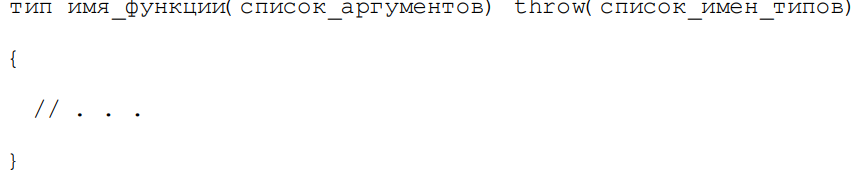 тип имя_функции(список_аргументов) throw(список_имен_типов)
{
// . . .
}